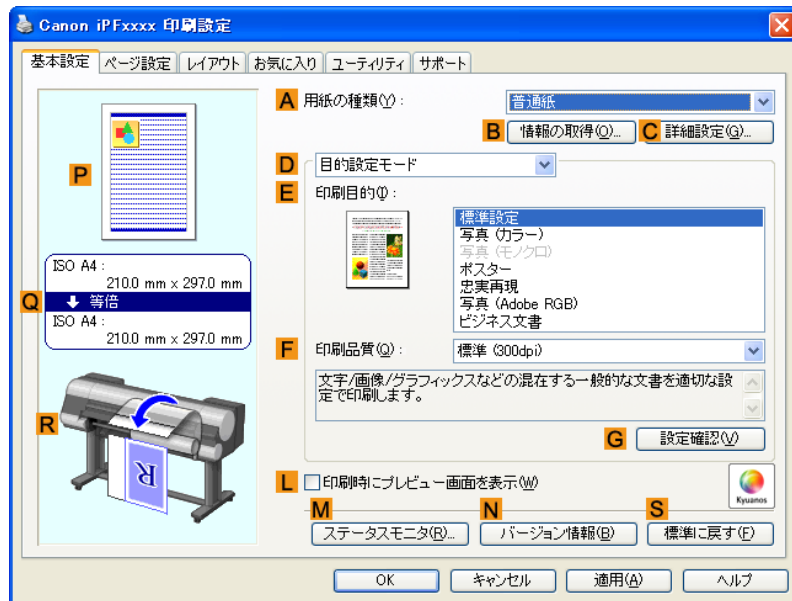 Canon iPFxxxx 印刷設定
基本設定 ページ設定 レイアウト お気に入り ユーティリティ サポート
A 用紙の種類(Y) : 普通紙
B 情報の取得(O)... C 詳細設定(G)...
D 目的設定モード
E 印刷目的(I) :
標準設定
写真 (カラー)
写真 (モノクロ)
ポスター
忠実再現
写真 (Adobe RGB)
ビジネス文書
F 印刷品質(Q) : 標準 (300dpi)
文字/画像/グラフィックスなどの混在する一般的な文書を適切な設
定で印刷します。
G 設定確認(V)
P
Q
ISO A4 :
210.0 mm x 297.0 mm
等倍
ISO A4 :
210.0 mm x 297.0 mm
R
R
L 印刷時にプレビュー画面を表示(W)
Kyuanos
M N S
ステータスモニタ(R)... バージョン情報(B) 標準に戻す(F)
OK キャンセル 適用(A) ヘルプ